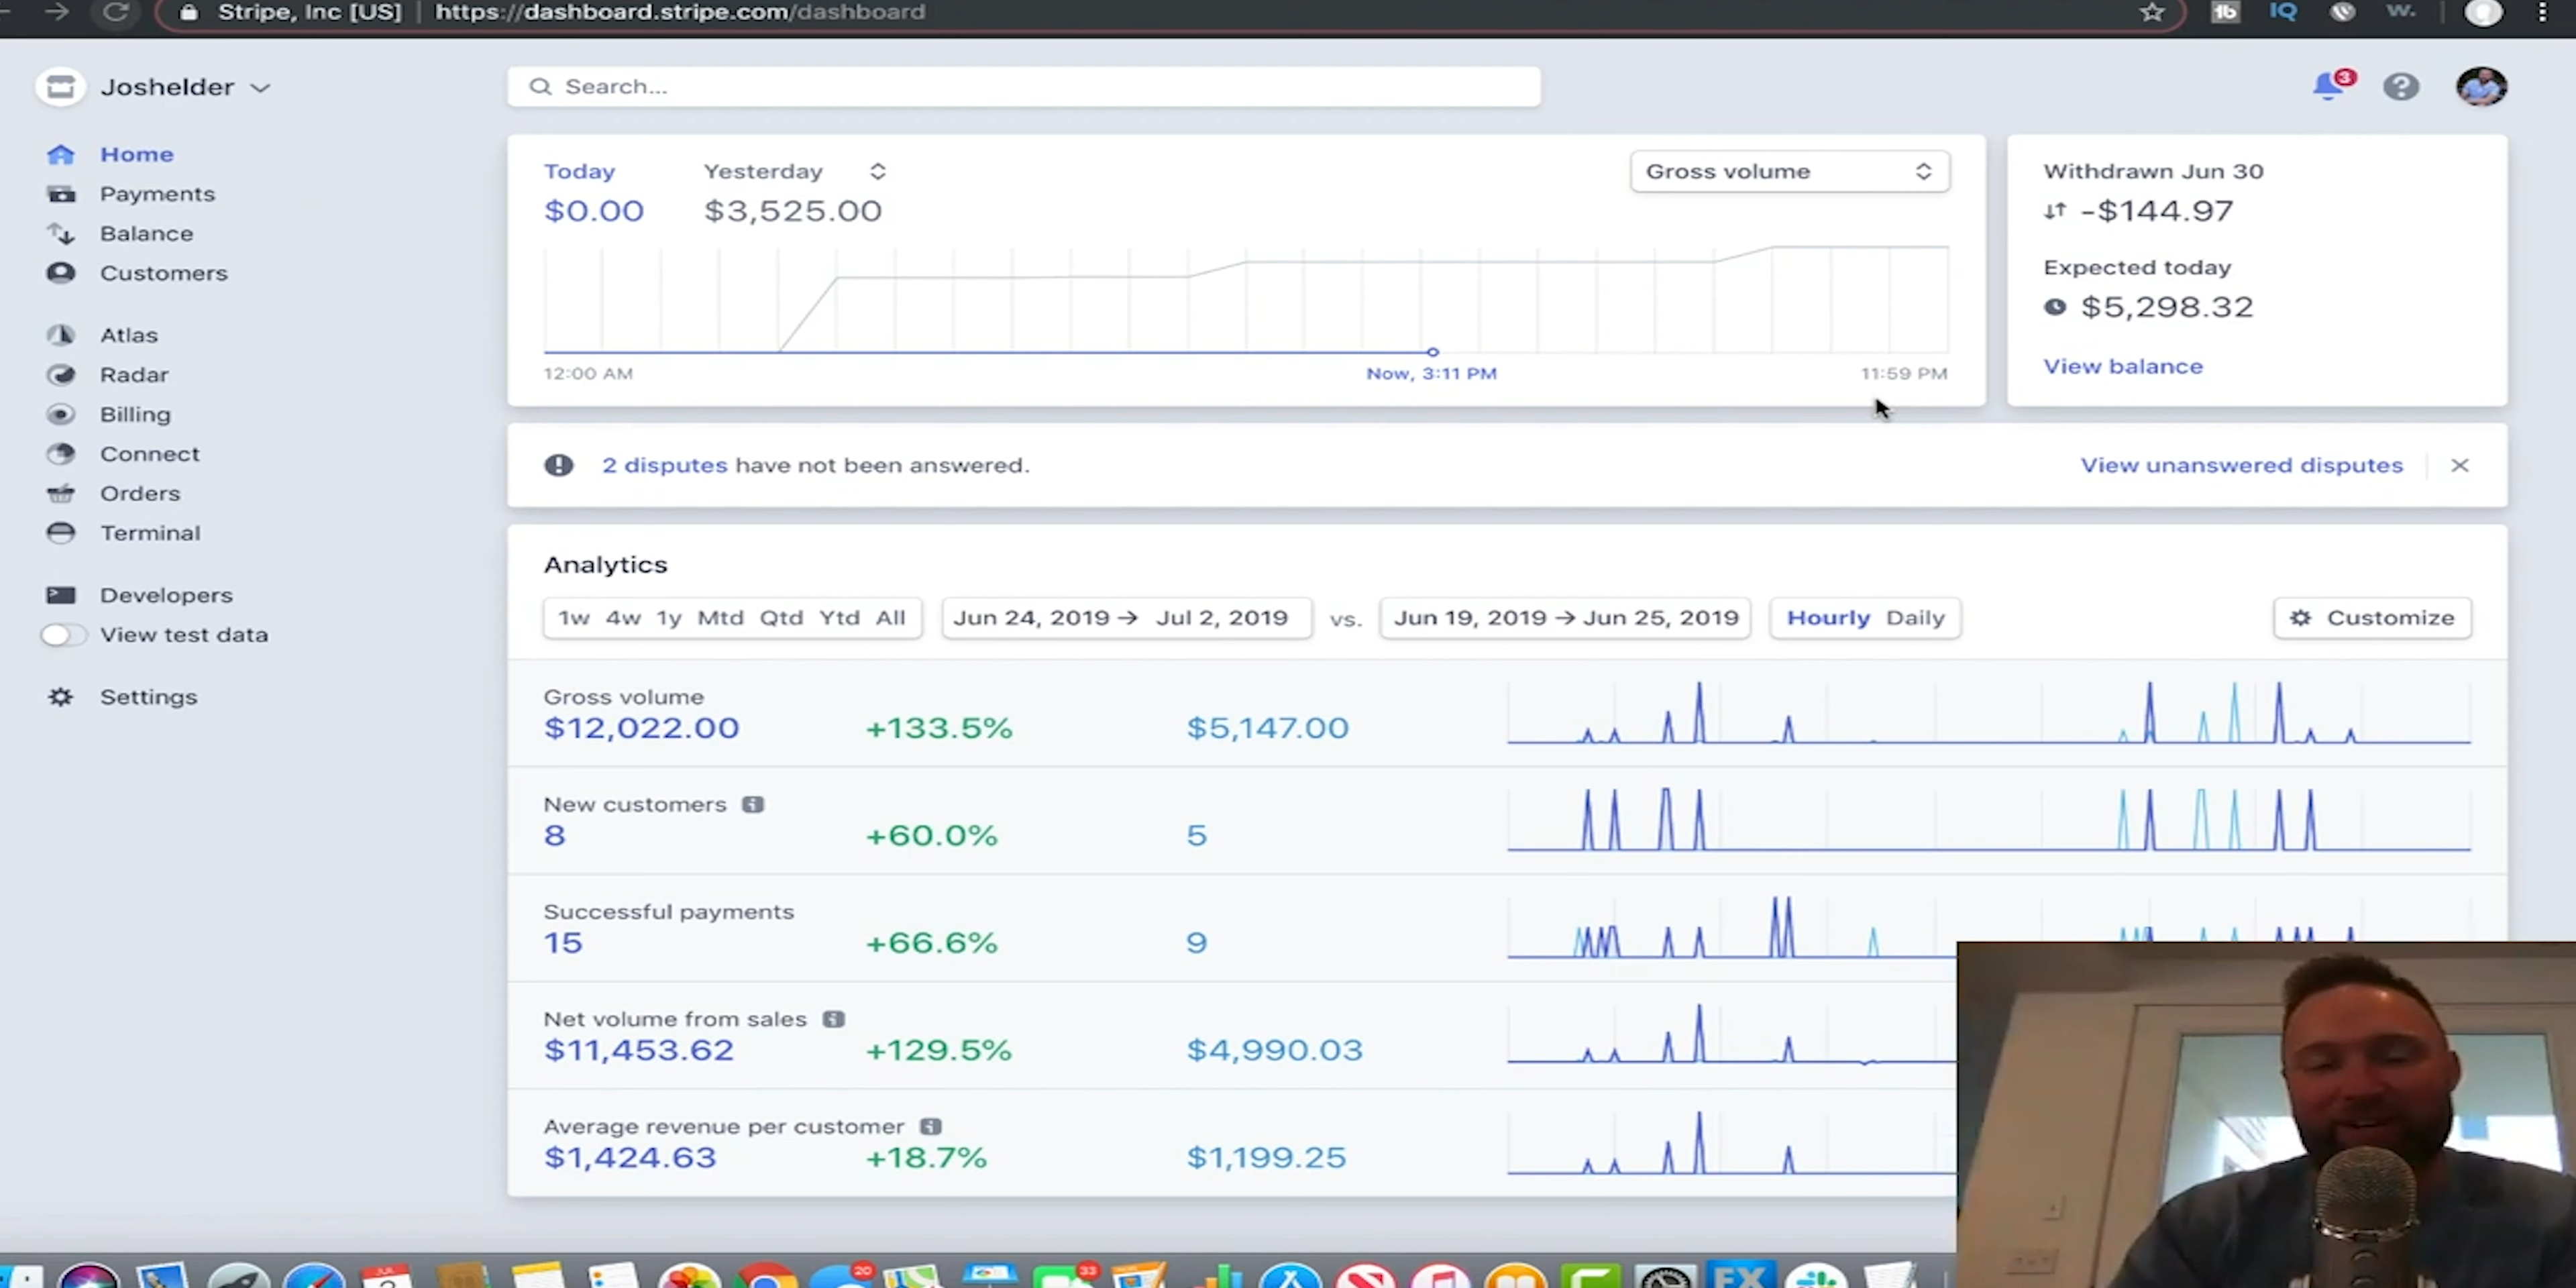 Stripe, Inc [US] | https://dashboard.stripe.com/dashboard
Joshelder
Search...
3
Home
Payments
Balance
Customers
Atlas
Radar
Billing
Connect
Orders
Terminal
Developers
View test data
Settings
Today Yesterday Gross volume
$0.00 $3,525.00
12:00 AM Now, 3:11 PM 11:59 PM
Withdrawn Jun 30
-$144.97
Expected today
$5,298.32
View balance
2 disputes have not been answered. View unanswered disputes
Analytics
1w 4w 1y Mtd Qtd Ytd All Jun 24, 2019 → Jul 2, 2019 vs. Jun 19, 2019 → Jun 25, 2019 Hourly Daily Customize
Gross volume
$12,022.00 +133.5% $5,147.00
New customers
8 +60.0% 5
Successful payments
15 +66.6% 9
Net volume from sales
$11,453.62 +129.5% $4,990.03
Average revenue per customer
$1,424.63 +18.7% $1,199.25
20 33